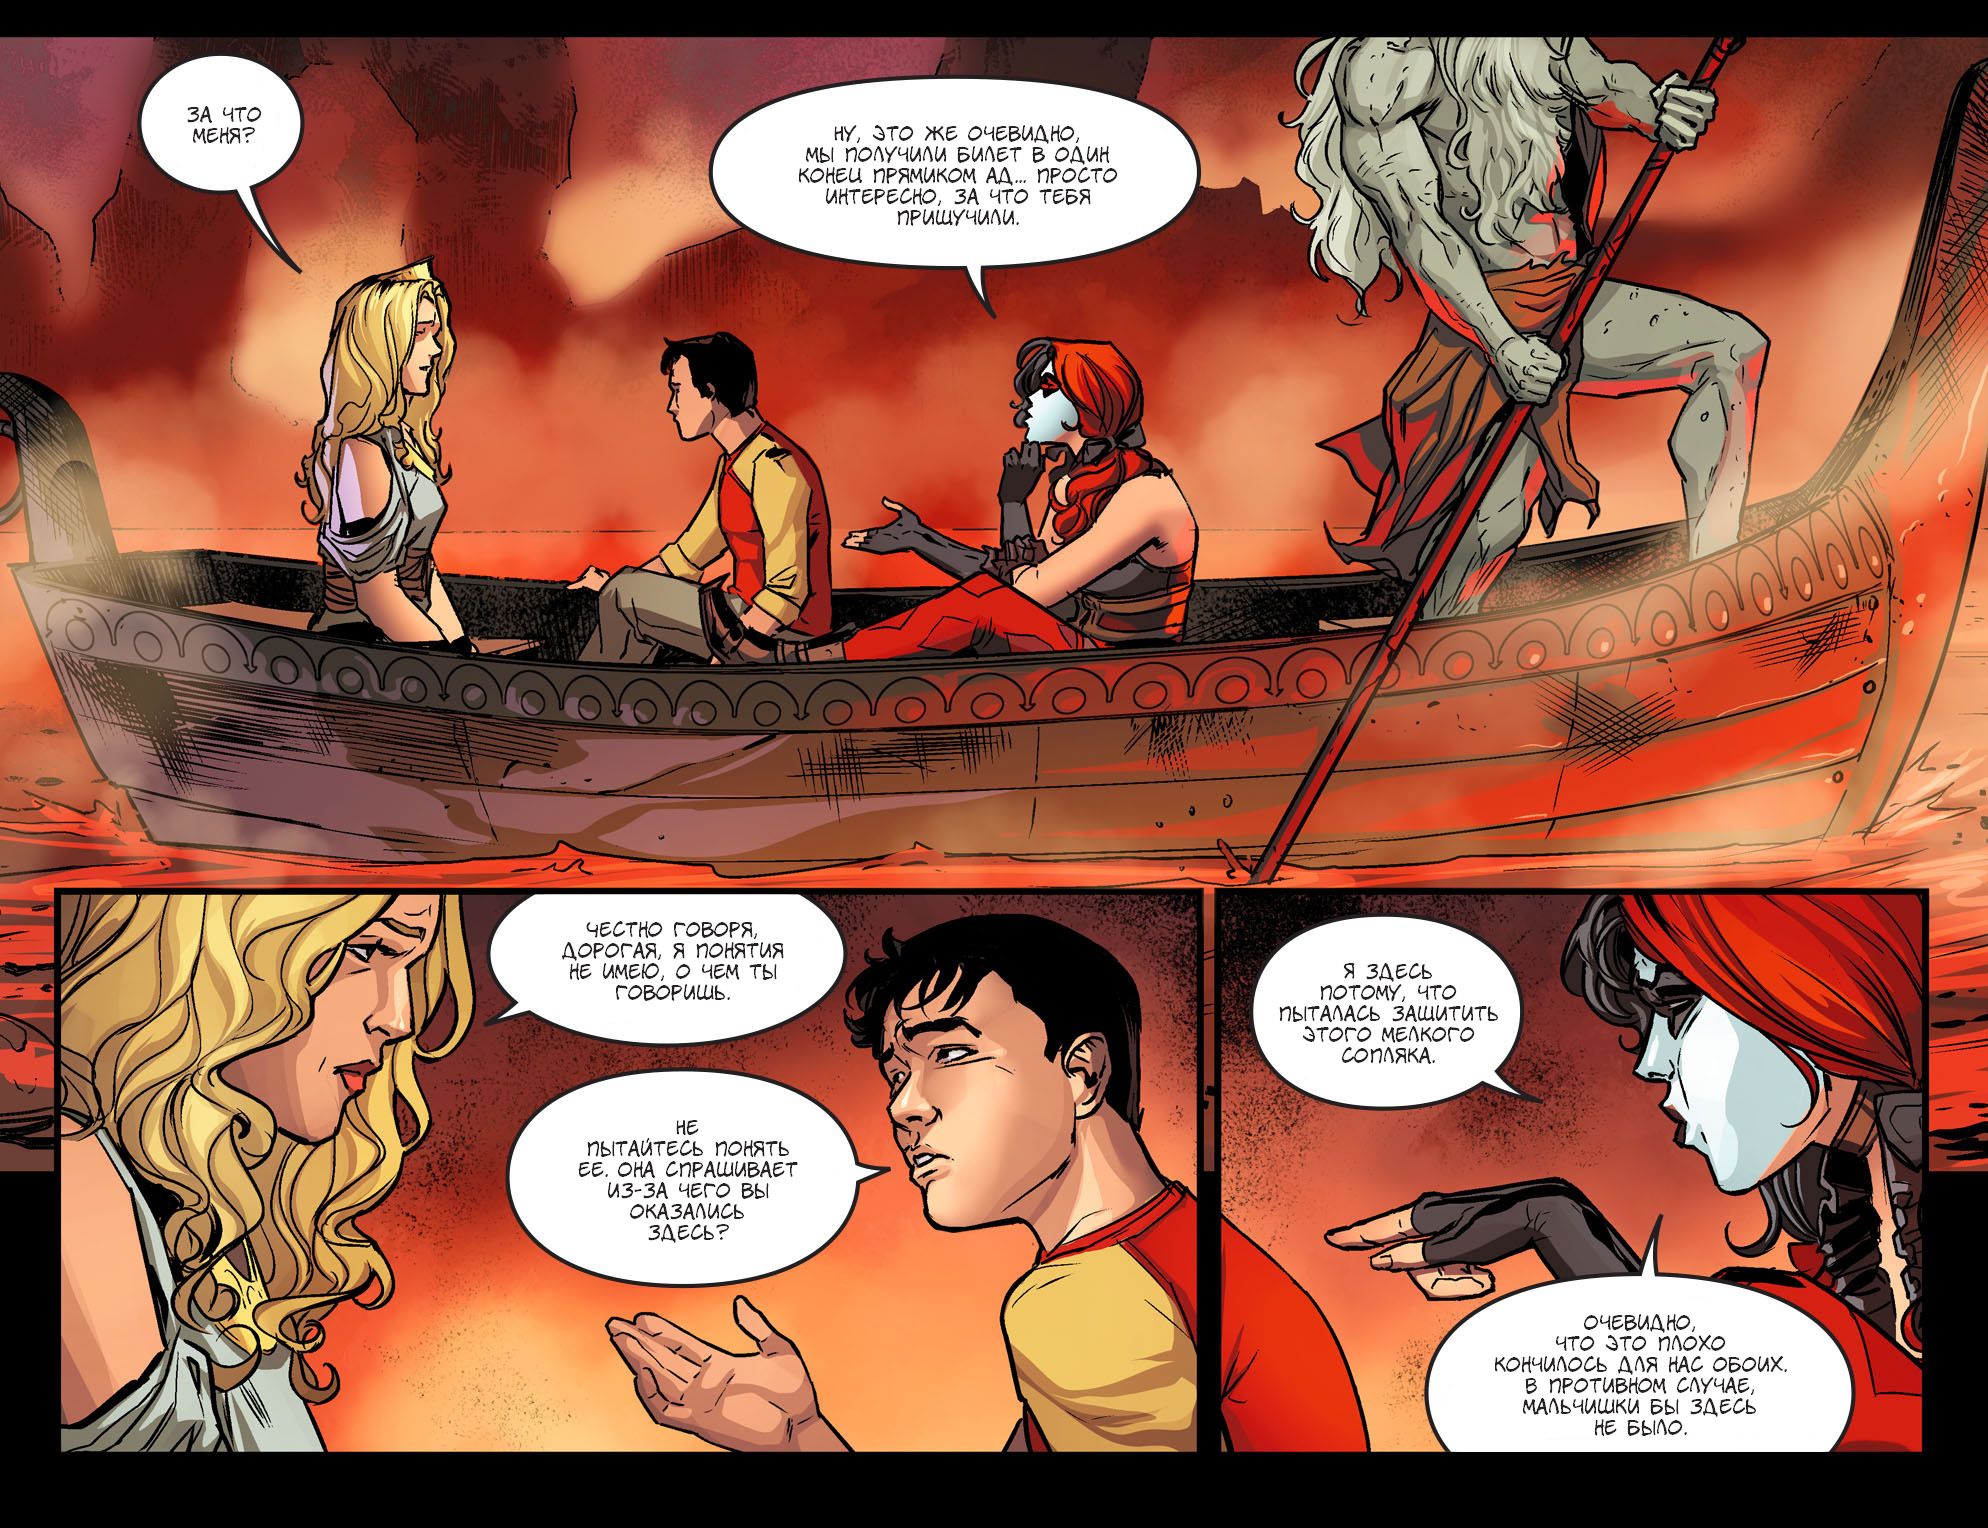 ЗА ЧТО
МЕНЯ?
НУ, ЭТО ЖЕ ОЧЕВИДНО,
МЫ ПОЛУЧИЛИ БИЛЕТ В ОДИН
КОНЕЦ ПРЯМИКОМ АД... ПРОСТО
ИНТЕРЕСНО, ЗА ЧТО ТЕБЯ
ПРИЩУЧИЛИ.
ЧЕСТНО ГОВОРЯ,
ДОРОГАЯ, Я ПОНЯТИЯ
НЕ ИМЕЮ, О ЧЕМ ТЫ
ГОВОРИШЬ.
НЕ
ПЫТАЙТЕСЬ ПОНЯТЬ
ЕЕ. ОНА СПРАШИВАЕТ
ИЗ-ЗА ЧЕГО ВЫ
ОКАЗАЛИСЬ
ЗДЕСЬ?
Я ЗДЕСЬ
ПОТОМУ, ЧТО
ПЫТАЛАСЬ ЗАЩИТИТЬ
ЭТОГО МЕЛКОГО
СОПЛЯКА.
ОЧЕВИДНО,
ЧТО ЭТО ПЛОХО
КОНЧИЛОСЬ ДЛЯ НАС ОБОИХ.
В ПРОТИВНОМ СЛУЧАЕ,
МАЛЬЧИШКИ БЫ ЗДЕСЬ
НЕ БЫЛО.